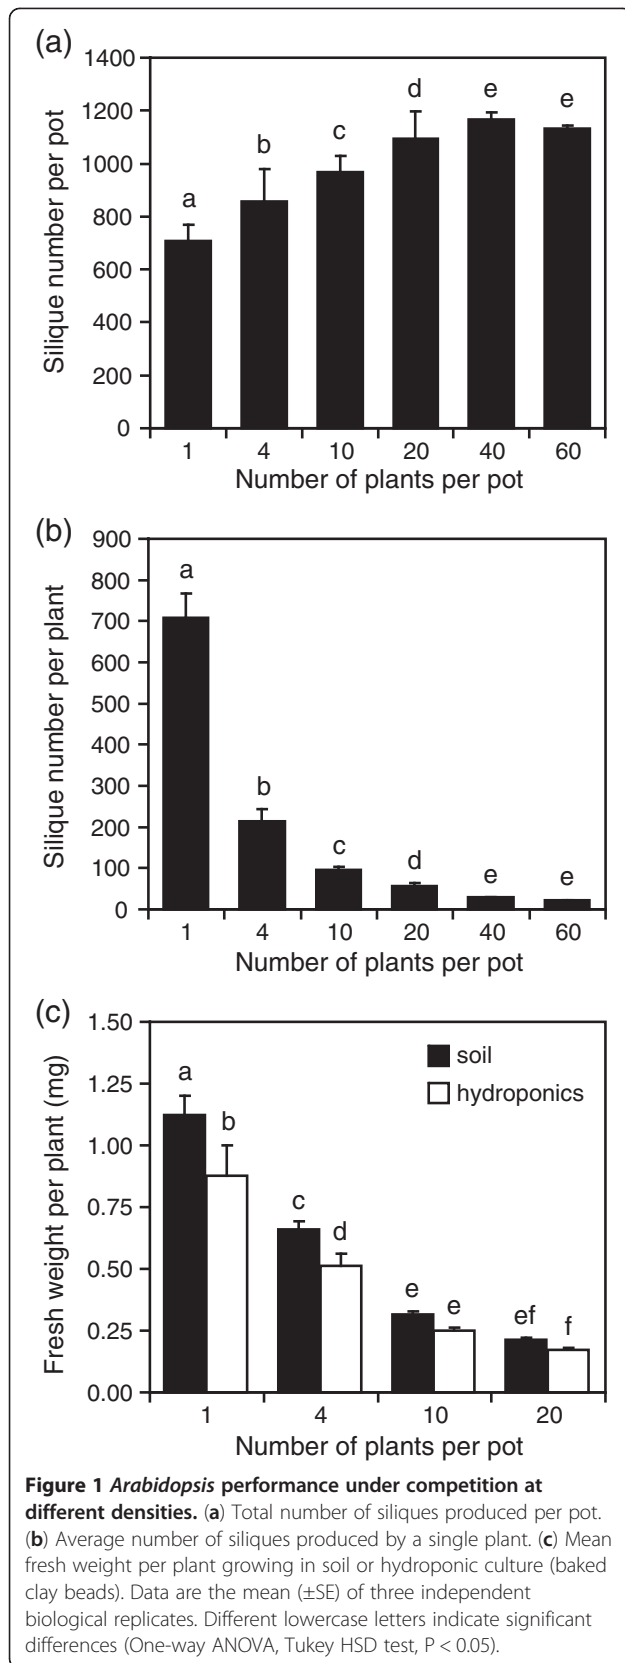 (a)
1400
1200
1000
800
600
400
200
0
Silique number per pot
a
b
c
d
e
e
1 4 10 20 40 60
Number of plants per pot
(b)
900
800
700
600
500
400
300
200
100
0
Silique number per plant
a
b
c
d
e
e
1 4 10 20 40 60
Number of plants per pot
(c)
1.50
1.25
1.00
0.75
0.50
0.25
0.00
Fresh weight per plant (mg)
soil
hydroponics
a
b
c
d
e
e
ef
f
1 4 10 20
Number of plants per pot
Figure 1 Arabidopsis performance under competition at
different densities. (a) Total number of siliques produced per pot.
(b) Average number of siliques produced by a single plant. (c) Mean
fresh weight per plant growing in soil or hydroponic culture (baked
clay beads). Data are the mean (±SE) of three independent
biological replicates. Different lowercase letters indicate significant
differences (One-way ANOVA, Tukey HSD test, P < 0.05).